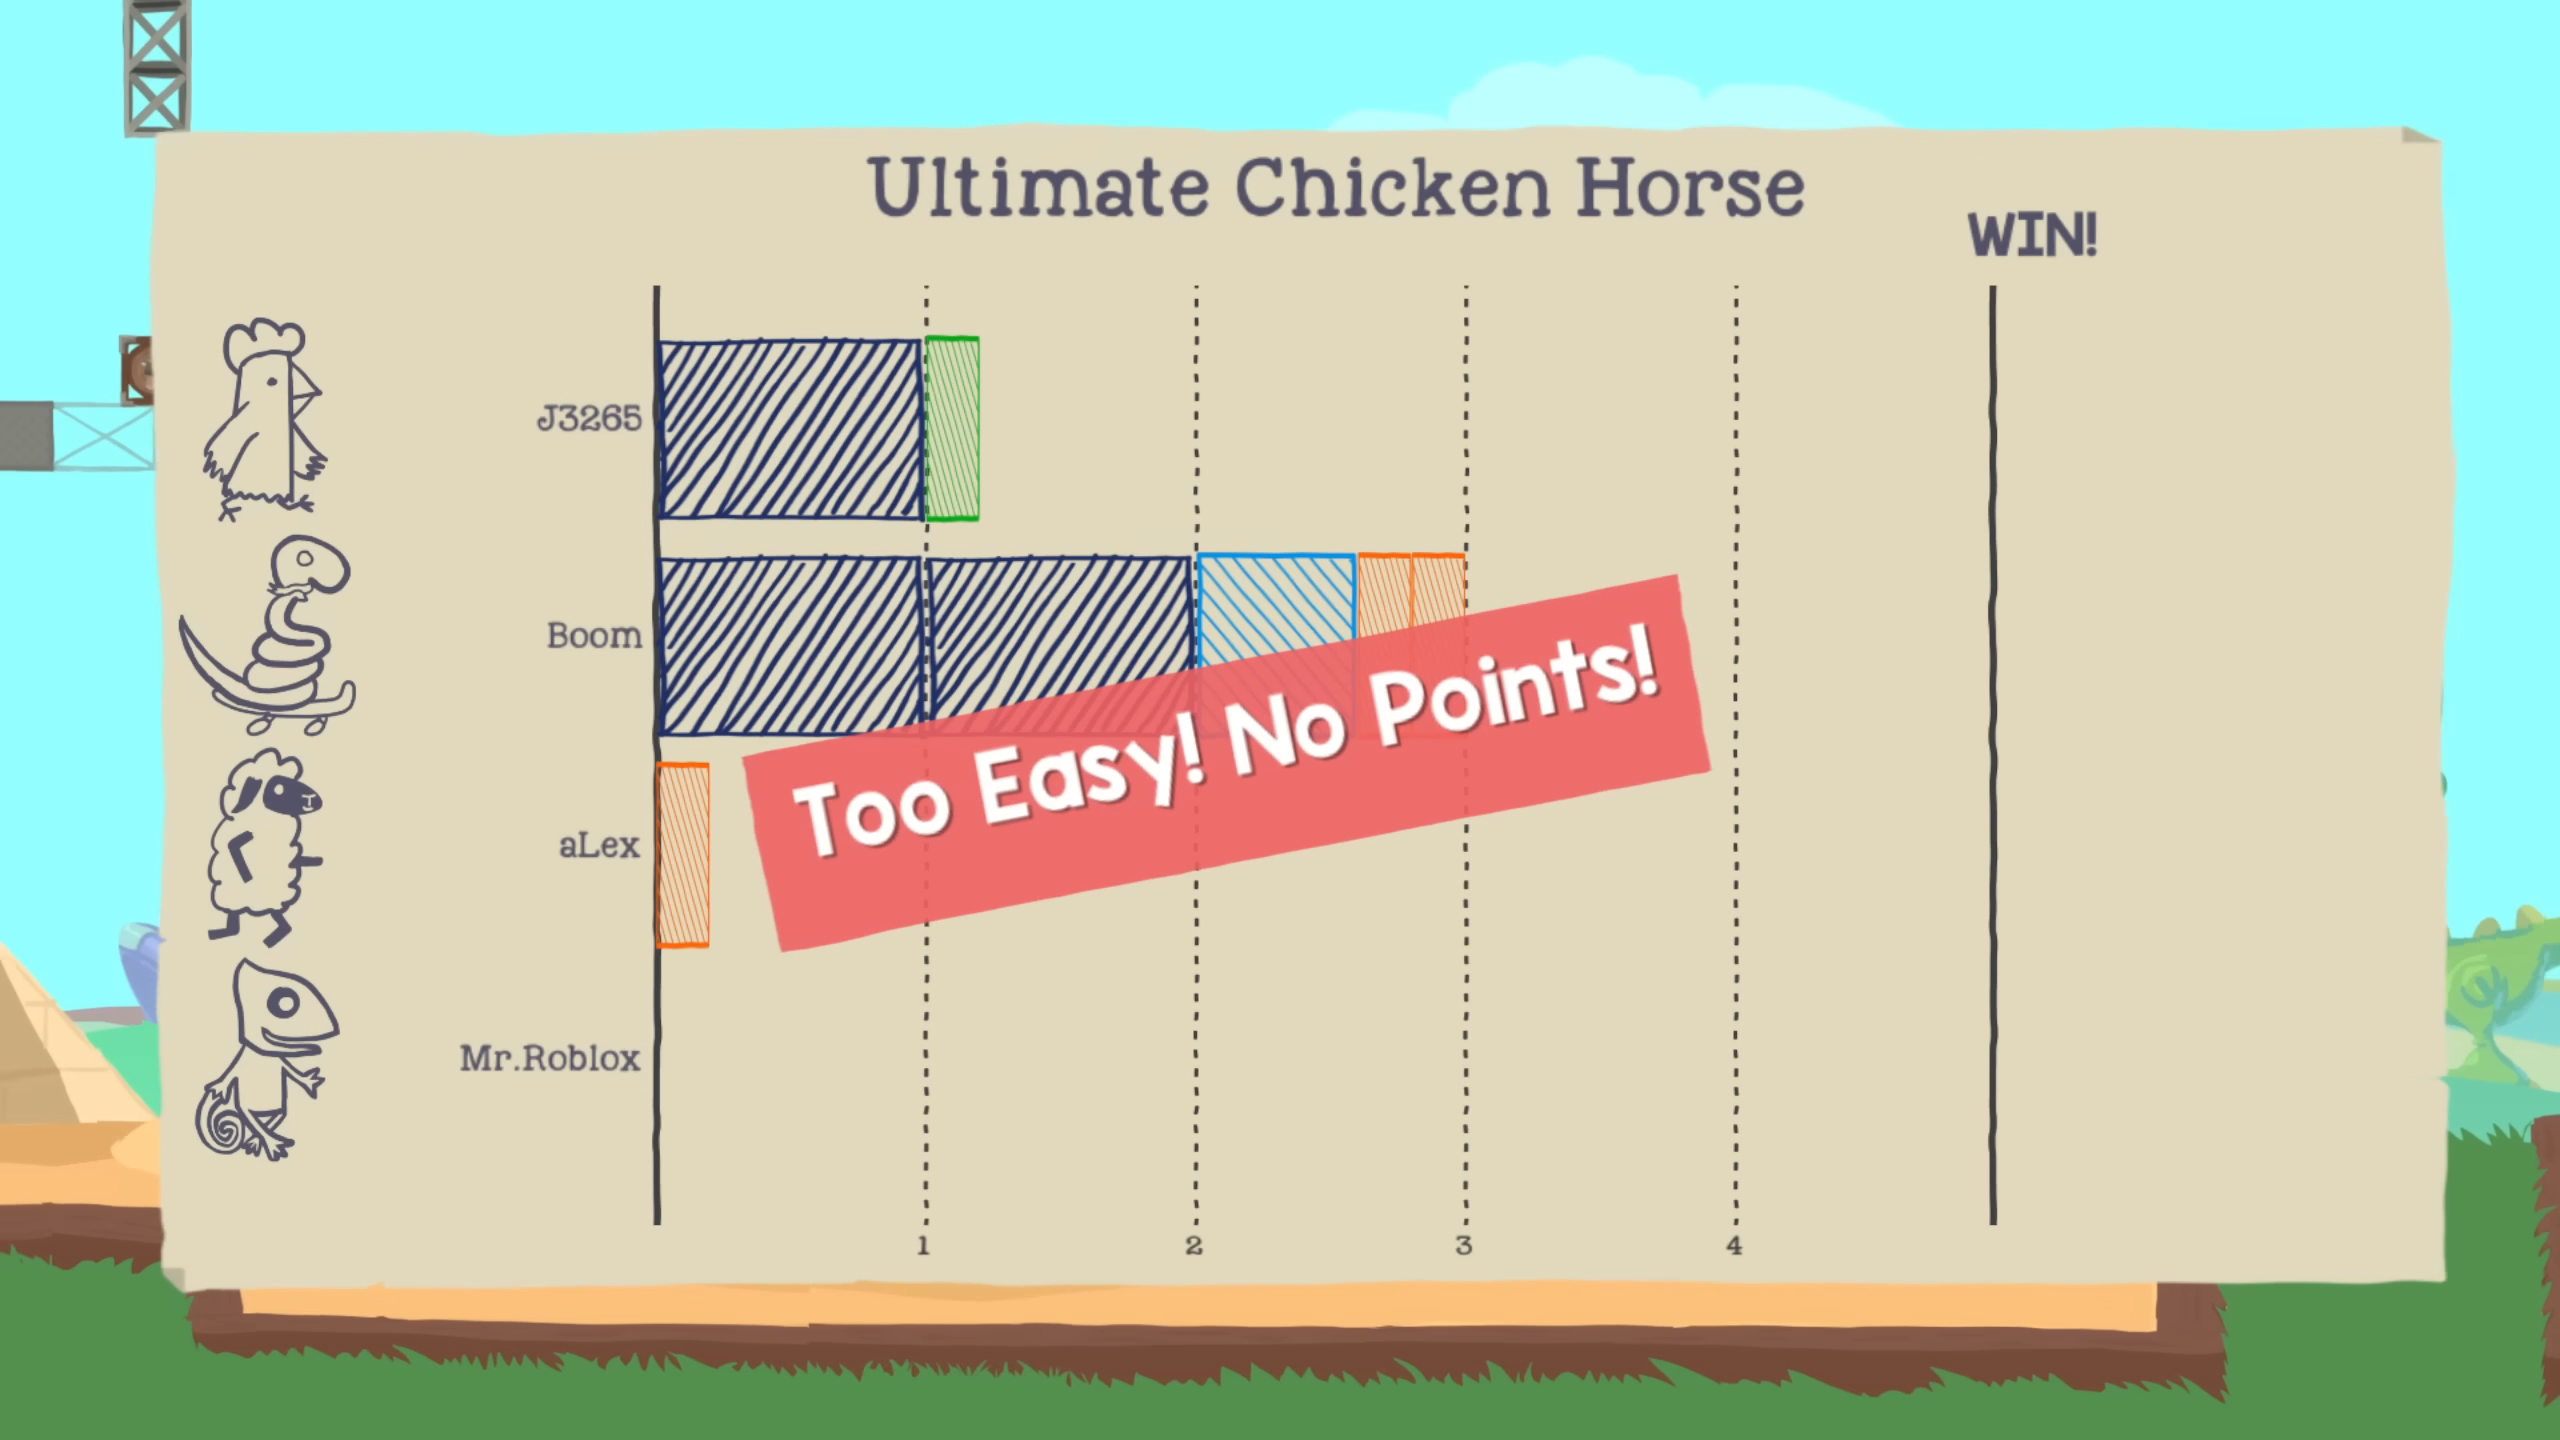 Ultimate Chicken Horse
WIN!
J3265
Boom
Too Easy! No Points!
aLex
Mr.Roblox
1 2 3 4